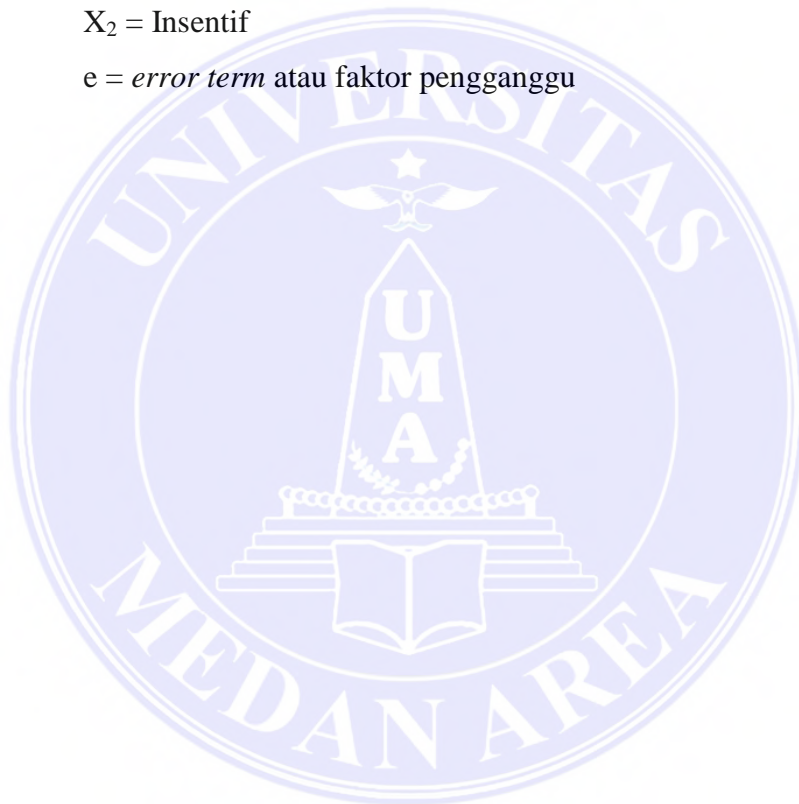 X₂ = Insentif
e = error term atau faktor pengganggu
UNIVERSITAS
UMA
MEDAN AREA